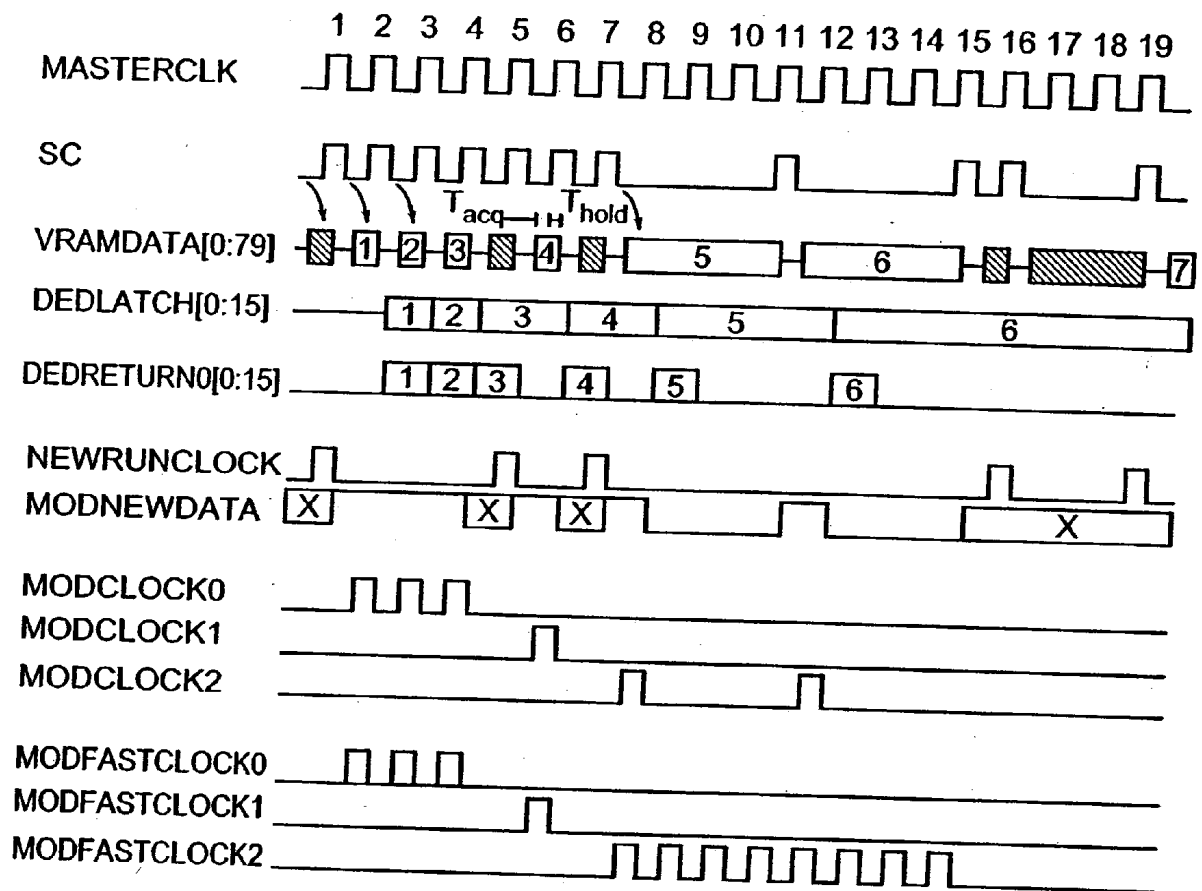 1 2 3 4 5 6 7 8 9 10 11 12 13 14 15 16 17 18 19
MASTERCLK
SC
T acq T hold
VRAMDATA[0:79] 1 2 3 4 5 6 7
DEDLATCH[0:15] 1 2 3 4 5 6
DEDRETURN0[0:15] 1 2 3 4 5 6
NEWRUNCLOCK
MODNEWDATA X X X X
MODCLOCK0
MODCLOCK1
MODCLOCK2
MODFASTCLOCK0
MODFASTCLOCK1
MODFASTCLOCK2